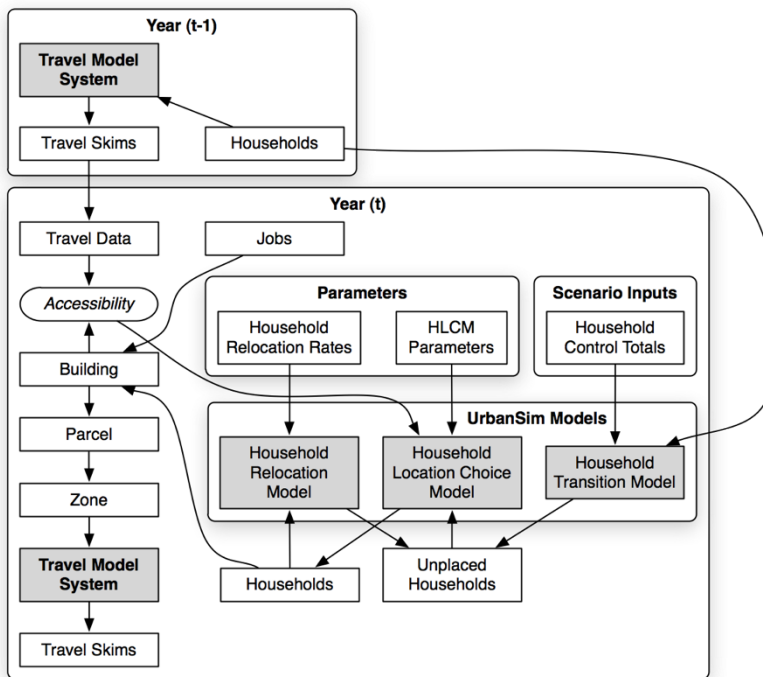 Year (t-1)
Travel Model
System
Travel Skims
Households
Year (t)
Travel Data
Jobs
Accessibility
Parameters
Scenario Inputs
Household
Relocation Rates
HLCM
Parameters
Household
Control Totals
Building
UrbanSim Models
Parcel
Household
Relocation
Model
Household
Location Choice
Model
Household
Transition Model
Zone
Travel Model
System
Households
Unplaced
Households
Travel Skims